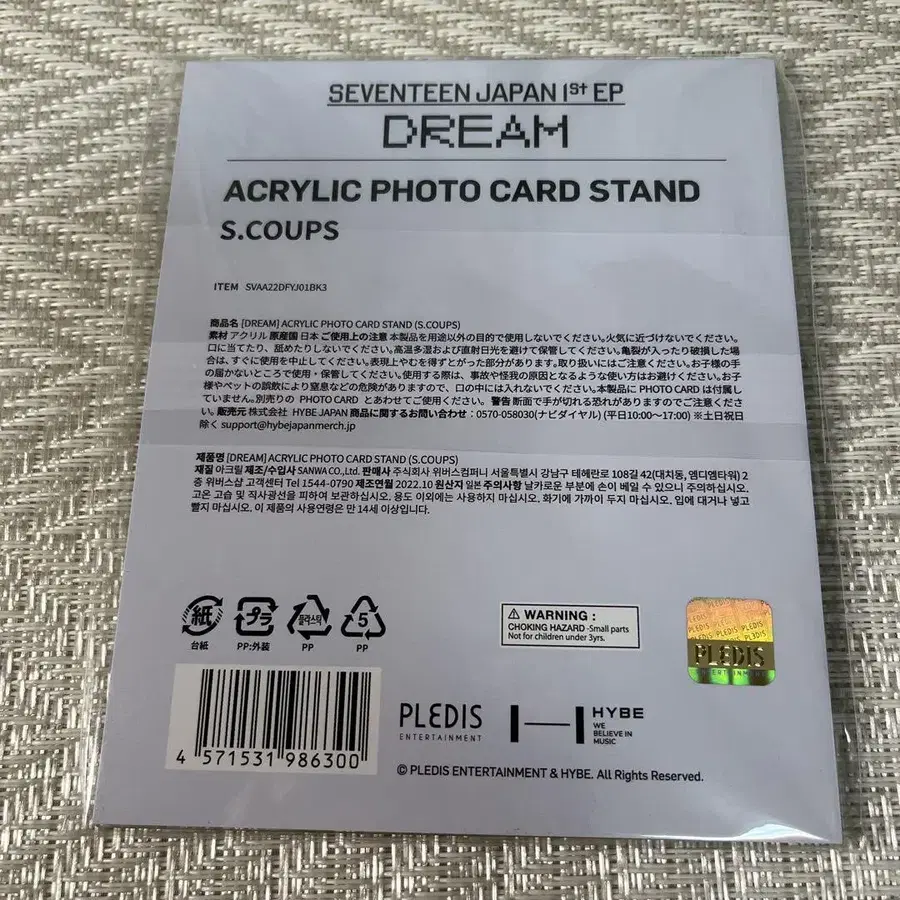 SEVENTEEN JAPAN 1st EP
DREAM
ACRYLIC PHOTO CARD STAND
S.COUPS
ITEM SVAA22DFYJ01BK3
商品名 [DREAM] ACRYLIC PHOTO CARD STAND (S.COUPS)
素材 アクリル 原産国 日本 ご使用上の注意 本製品を用途以外の目的で使用しないでください。火気に近づけないでください。
口に当てたり、舐めたりしないでください。高温多湿および直射日光を避けて保管してください。亀裂が入ったり破損した場
合は、すぐに使用を中止してください。表現上やむを得ずとがった部分があります。取り扱いにはご注意ください。お子様の手
の届かないところで使用・保管してください。使用する際は、事故や怪我の原因となるような使い方はお避けください。お子
様やペットの誤飲により窒息などの危険がありますので、口の中には入れないでください。本製品に PHOTO CARD は付属し
ていません。別売りの PHOTO CARD とあわせてご使用ください。 警告 断面で手が切れる恐れがありますのでご注意くださ
い。販売元 株式会社 HYBE JAPAN 商品に関するお問い合わせ：0570-058030(ナビダイヤル) (平日10:00〜17:00) ※土日祝日
除く support@hybejapanmerch.jp
제품명 [DREAM] ACRYLIC PHOTO CARD STAND (S.COUPS)
재질 아크릴 제조/수입사 SANWA CO.,Ltd. 판매사 주식회사 위버스컴퍼니 서울특별시 강남구 테헤란로 108길 42(대치동, 엠디엠타워) 2
층 위버스샵 고객센터 Tel 1544-0790 제조연월 2022.10 원산지 일본 주의사항 날카로운 부분에 손이 베일 수 있으니 주의하십시오.
고온 고습 및 직사광선을 피하여 보관하십시오. 용도 이외에는 사용하지 마십시오. 화기에 가까이 두지 마십시오. 입에 대거나 넣고
빨지 마십시오. 이 제품의 사용연령은 만 14세 이상입니다.
紙 プラ 플라스틱 5
台紙 PP:外装 PP PP
WARNING :
CHOKING HAZARD -Small parts
Not for children under 3yrs.
PLEDIS
ENTERTAINMENT
4 571531 986300
PLEDIS
ENTERTAINMENT
HYBE
WE
BELIEVE IN
MUSIC
© PLEDIS ENTERTAINMENT & HYBE. All Rights Reserved.